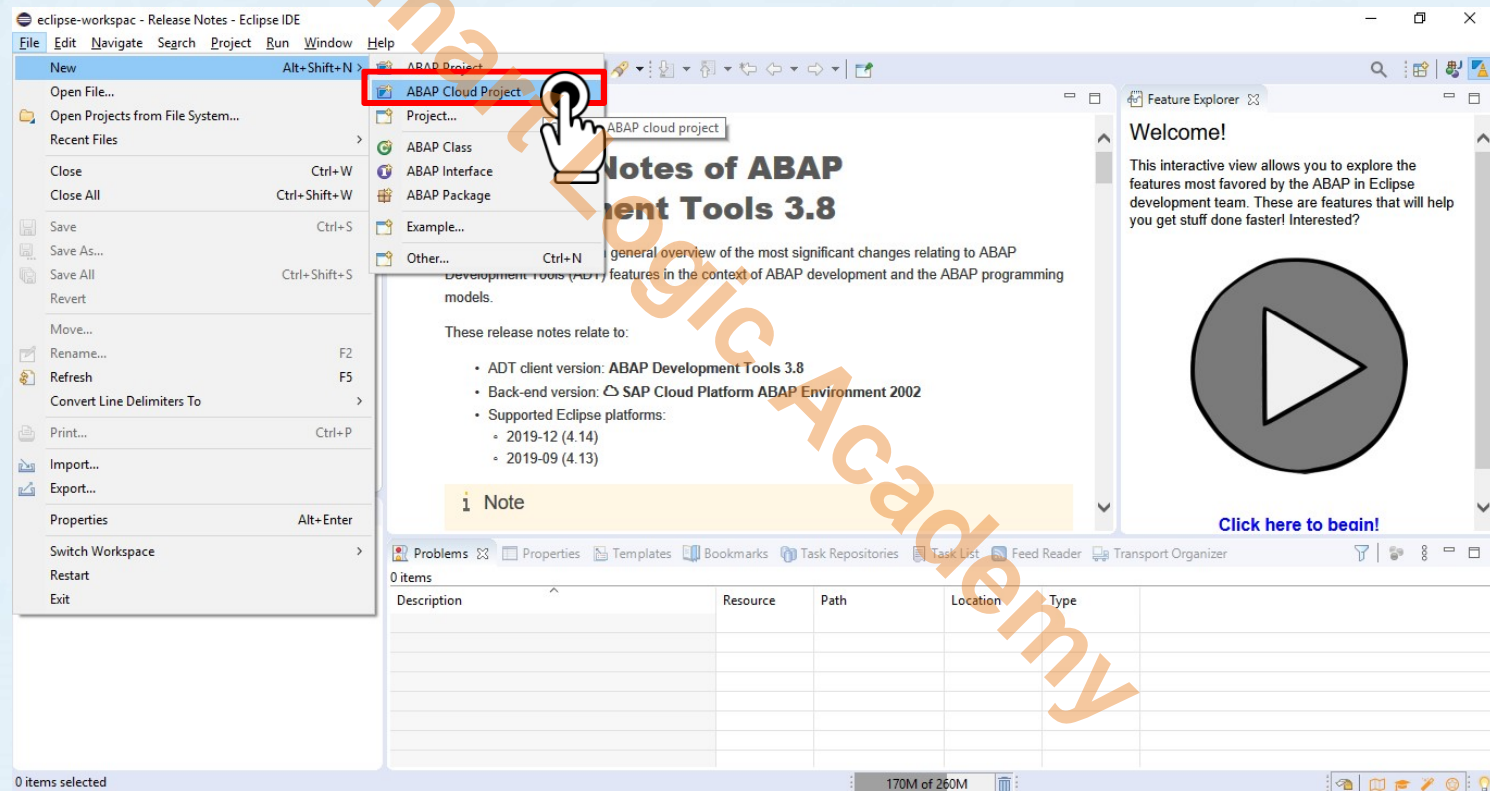 eclipse-workspac - Release Notes - Eclipse IDE
File Edit Navigate Search Project Run Window Help
New Alt+Shift+N >
Open File...
Open Projects from File System...
Recent Files >
Close Ctrl+W
Close All Ctrl+Shift+W
Save Ctrl+S
Save As...
Save All Ctrl+Shift+S
Revert
Move...
Rename... F2
Refresh F5
Convert Line Delimiters To >
Print... Ctrl+P
Import...
Export...
Properties Alt+Enter
Switch Workspace >
Restart
Exit
ABAP Project
ABAP Cloud Project
Project...
ABAP Class
ABAP Interface
ABAP Package
Example...
Other... Ctrl+N
ABAP cloud project
Notes of ABAP
Tools 3.8
general overview of the most significant changes relating to ABAP
Development Tools (ADT) features in the context of ABAP development and the ABAP programming
models.
These release notes relate to:
• ADT client version: ABAP Development Tools 3.8
• Back-end version: SAP Cloud Platform ABAP Environment 2002
• Supported Eclipse platforms:
◦ 2019-12 (4.14)
◦ 2019-09 (4.13)
i Note
Feature Explorer
Welcome!
This interactive view allows you to explore the
features most favored by the ABAP in Eclipse
development team. These are features that will help
you get stuff done faster! Interested?
Click here to begin!
Problems Properties Templates Bookmarks Task Repositories Task List Feed Reader Transport Organizer
0 items
Description Resource Path Location Type
0 items selected
170M of 260M
Logic Academy